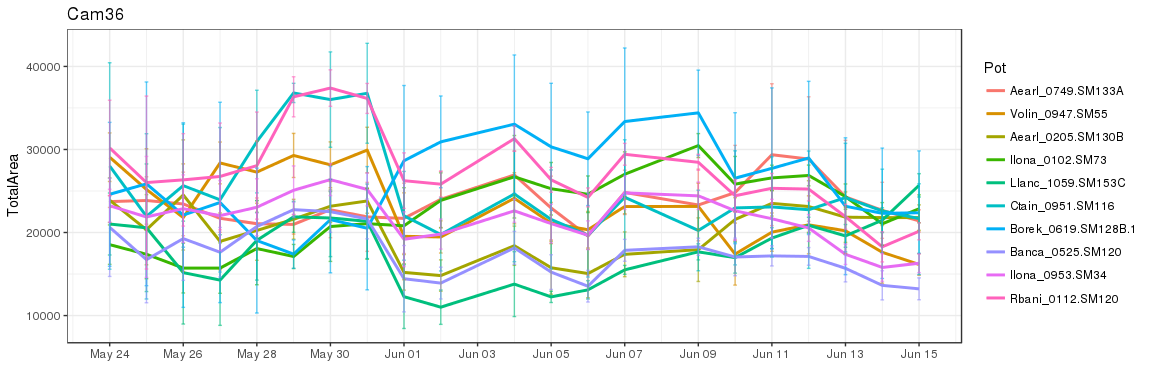 Cam36
TotalArea
40000
30000
20000
10000
May 24 May 26 May 28 May 30 Jun 01 Jun 03 Jun 05 Jun 07 Jun 09 Jun 11 Jun 13 Jun 15
Pot
Aearl_0749.SM133A
Volin_0947.SM55
Aearl_0205.SM130B
Ilona_0102.SM73
Llanc_1059.SM153C
Ctain_0951.SM116
Borek_0619.SM128B.1
Banca_0525.SM120
Ilona_0953.SM34
Rbani_0112.SM120